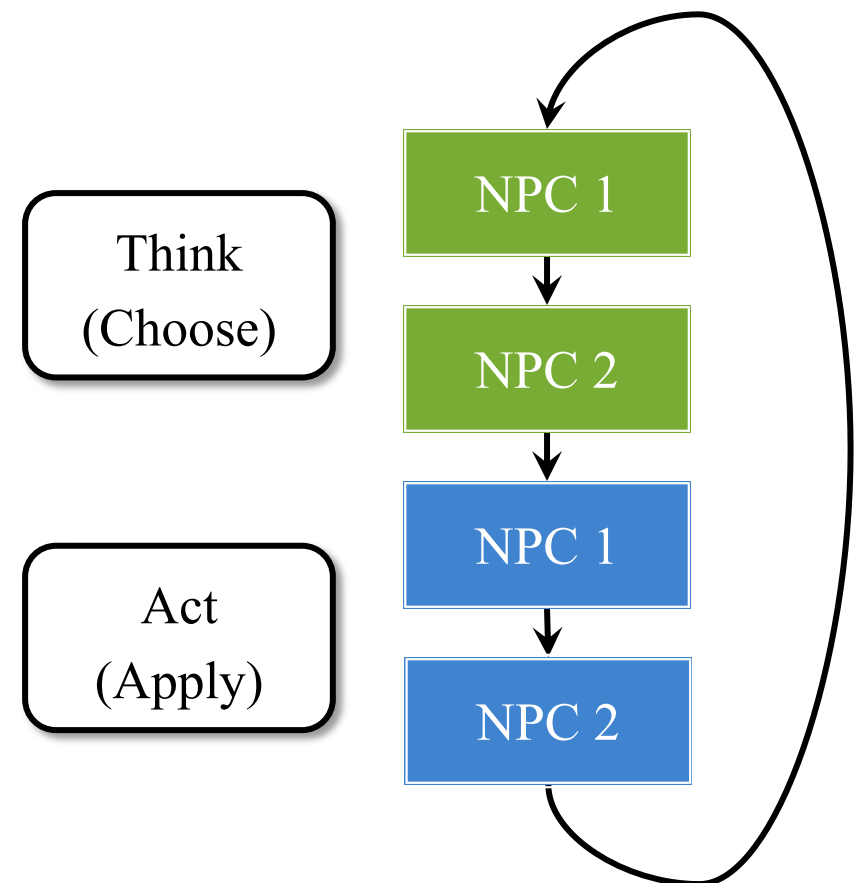 NPC 1
Think
(Choose)
NPC 2
NPC 1
Act
(Apply)
NPC 2